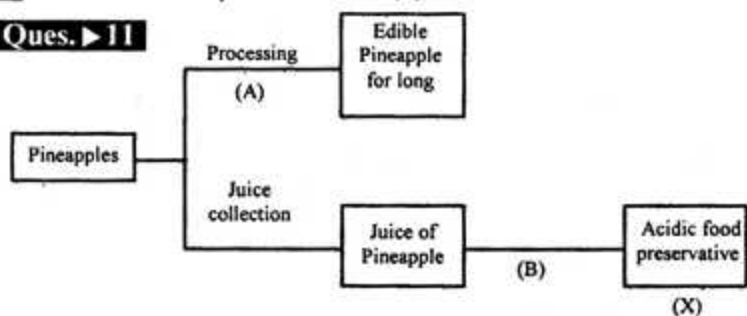 Ques. ▶ 11
Processing
(A)
Edible
Pineapple
for long
Pineapples
Juice
collection
Juice of
Pineapple
(B)
Acidic food
preservative
(X)